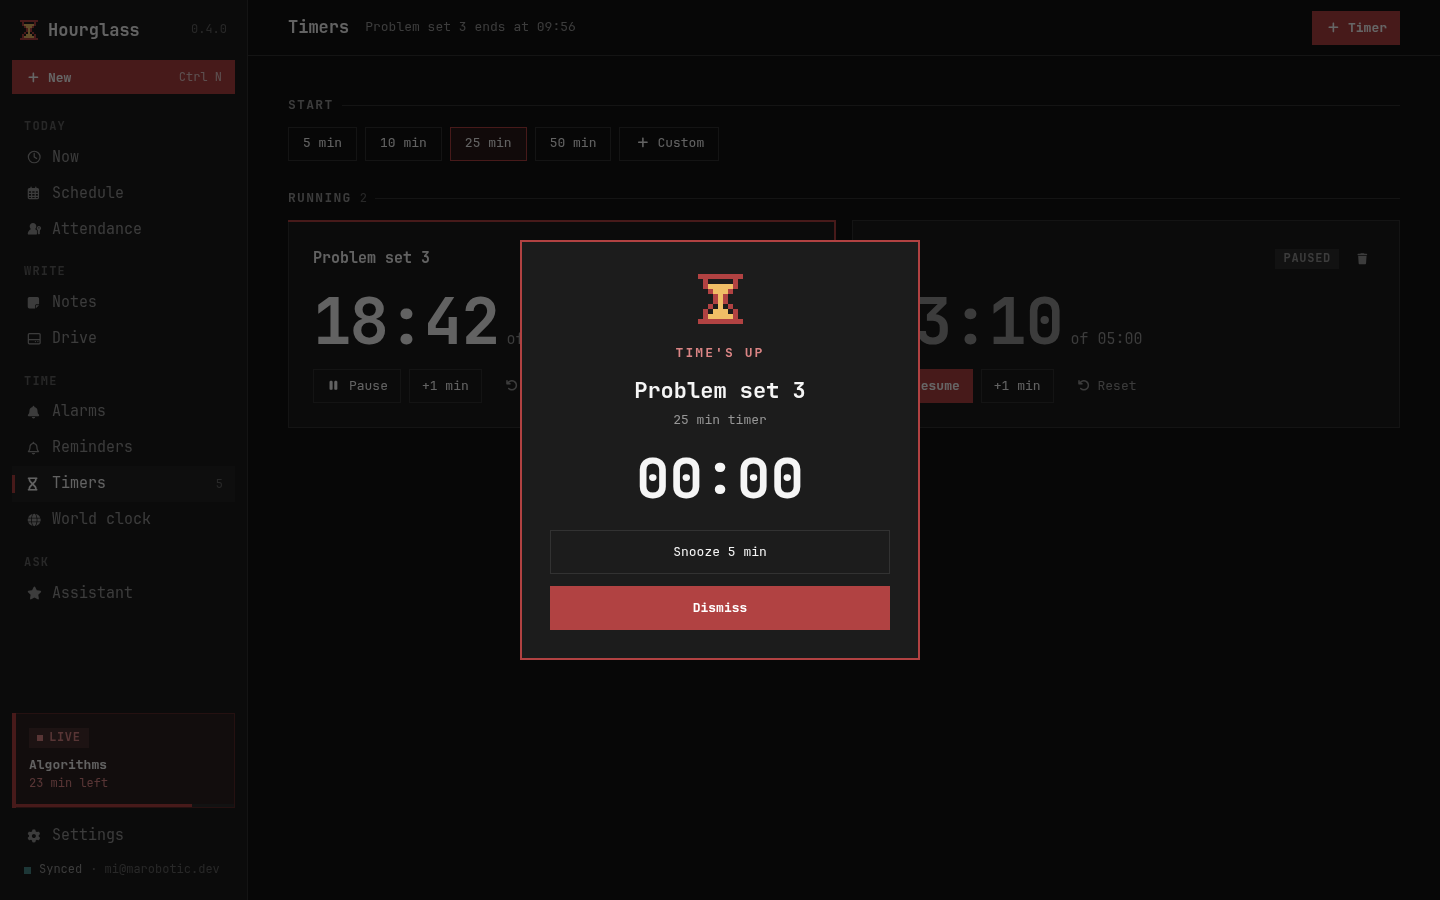 Hourglass 0.4.0
New Ctrl N
TODAY
Now
Schedule
Attendance
WRITE
Notes
Drive
TIME
Alarms
Reminders
Timers 5
World clock
ASK
Assistant
LIVE
Algorithms
23 min left
Settings
Synced · mi@marobotic.dev
Timers Problem set 3 ends at 09:56
Timer
START
5 min 10 min 25 min 50 min Custom
RUNNING 2
Problem set 3
18:42
Pause +1 min
PAUSED
3:10 of 05:00
+1 min Reset
TIME'S UP
Problem set 3
25 min timer
00:00
Snooze 5 min
Dismiss